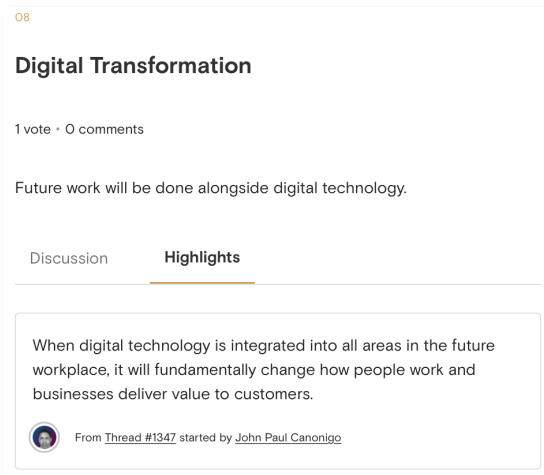 08
Digital Transformation
1 vote • 0 comments
Future work will be done alongside digital technology.
Discussion Highlights
When digital technology is integrated into all areas in the future
workplace, it will fundamentally change how people work and
businesses deliver value to customers.
From Thread #1347 started by John Paul Canonigo